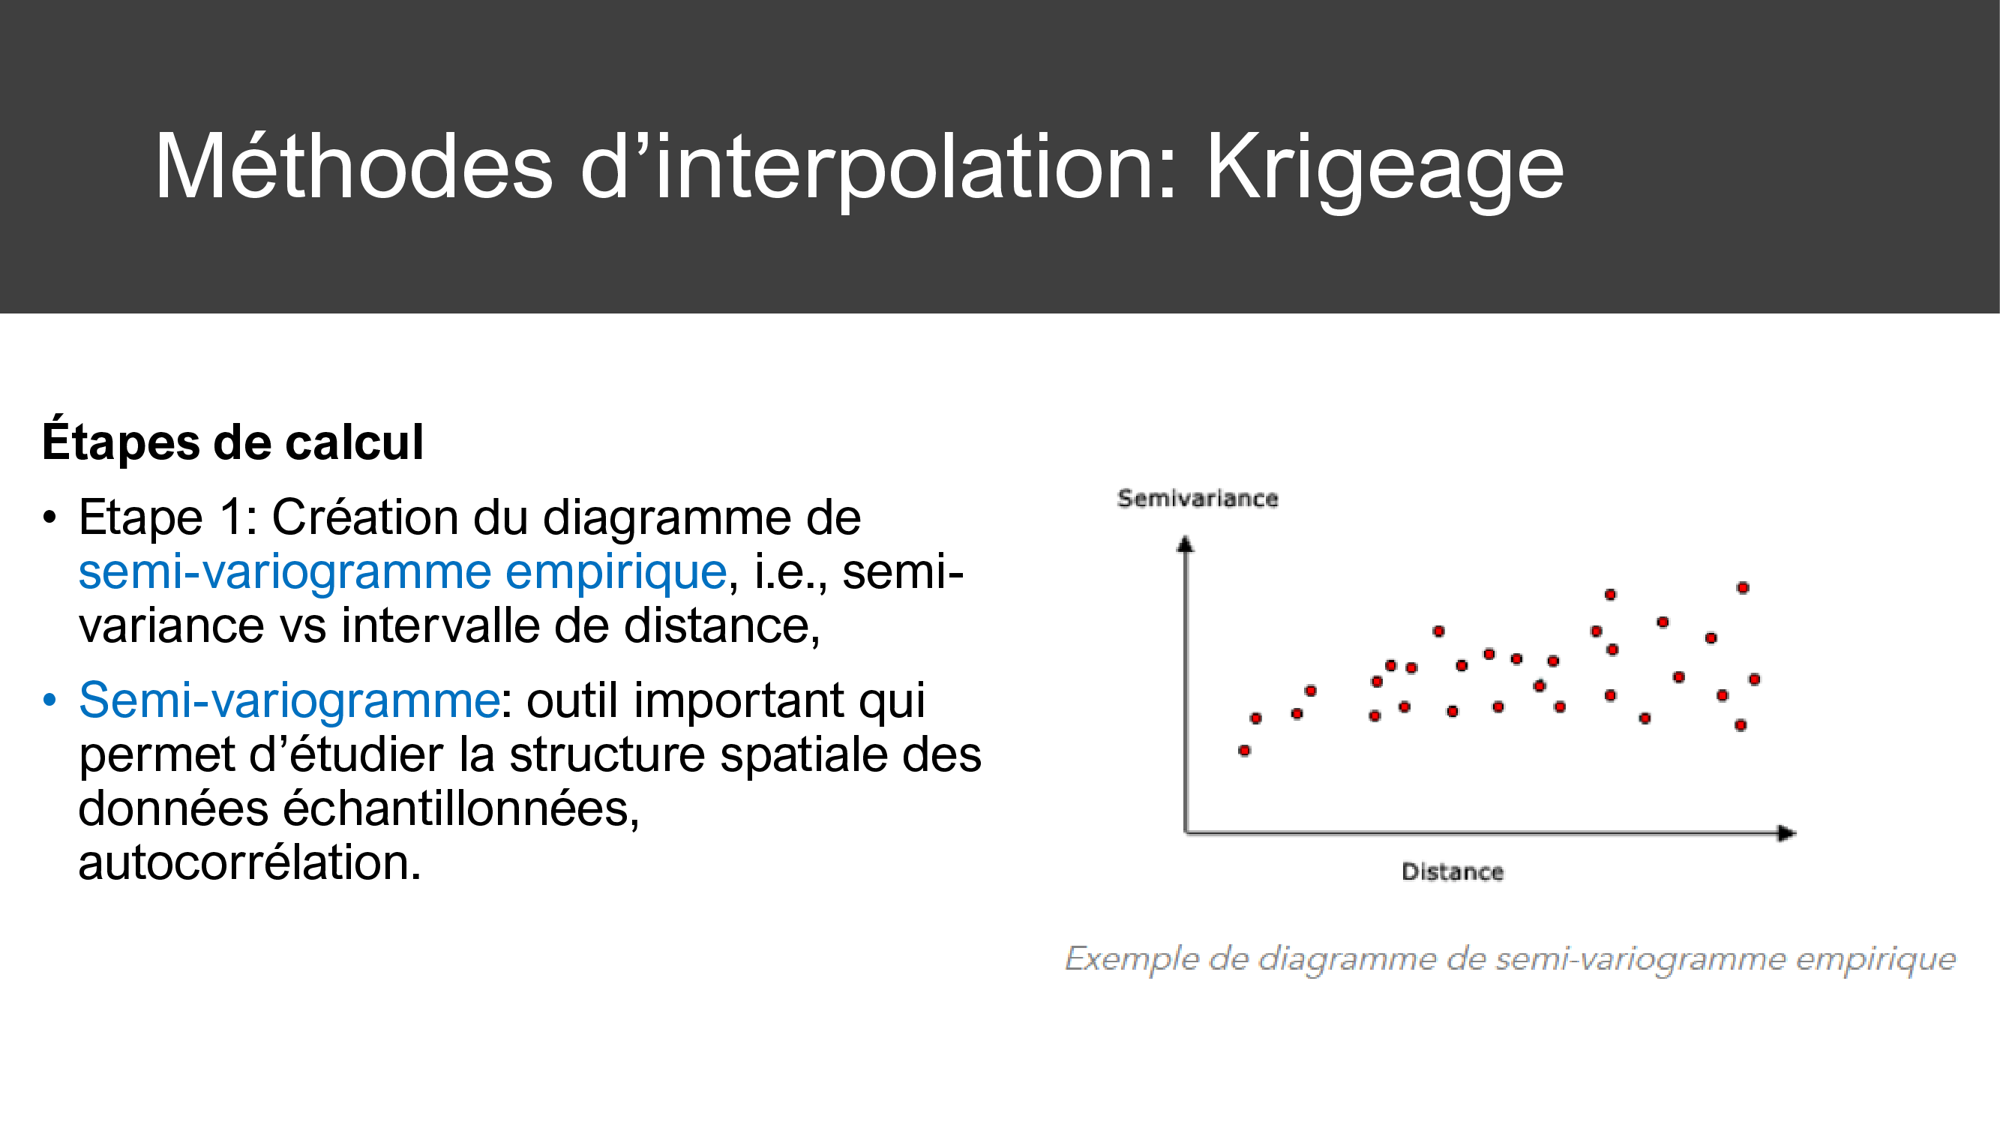 Méthodes d’interpolation: Krigeage
Étapes de calcul
• Etape 1: Création du diagramme de
semi-variogramme empirique, i.e., semi-
variance vs intervalle de distance,
• Semi-variogramme: outil important qui
permet d’étudier la structure spatiale des
données échantillonnées,
autocorrélation.
Semivariance
Distance
Exemple de diagramme de semi-variogramme empirique